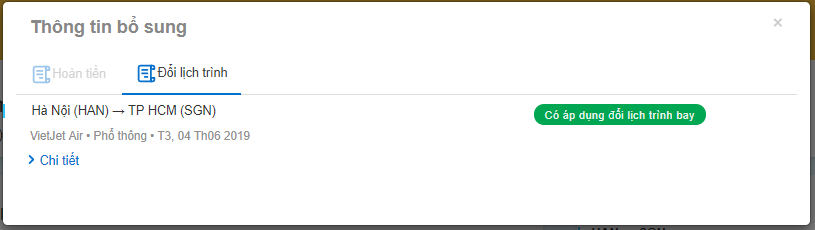 Thông tin bổ sung
×
Hoàn tiền
Đổi lịch trình
Hà Nội (HAN) → TP HCM (SGN)
Có áp dụng đổi lịch trình bay
VietJet Air • Phổ thông • T3, 04 Th06 2019
Chi tiết